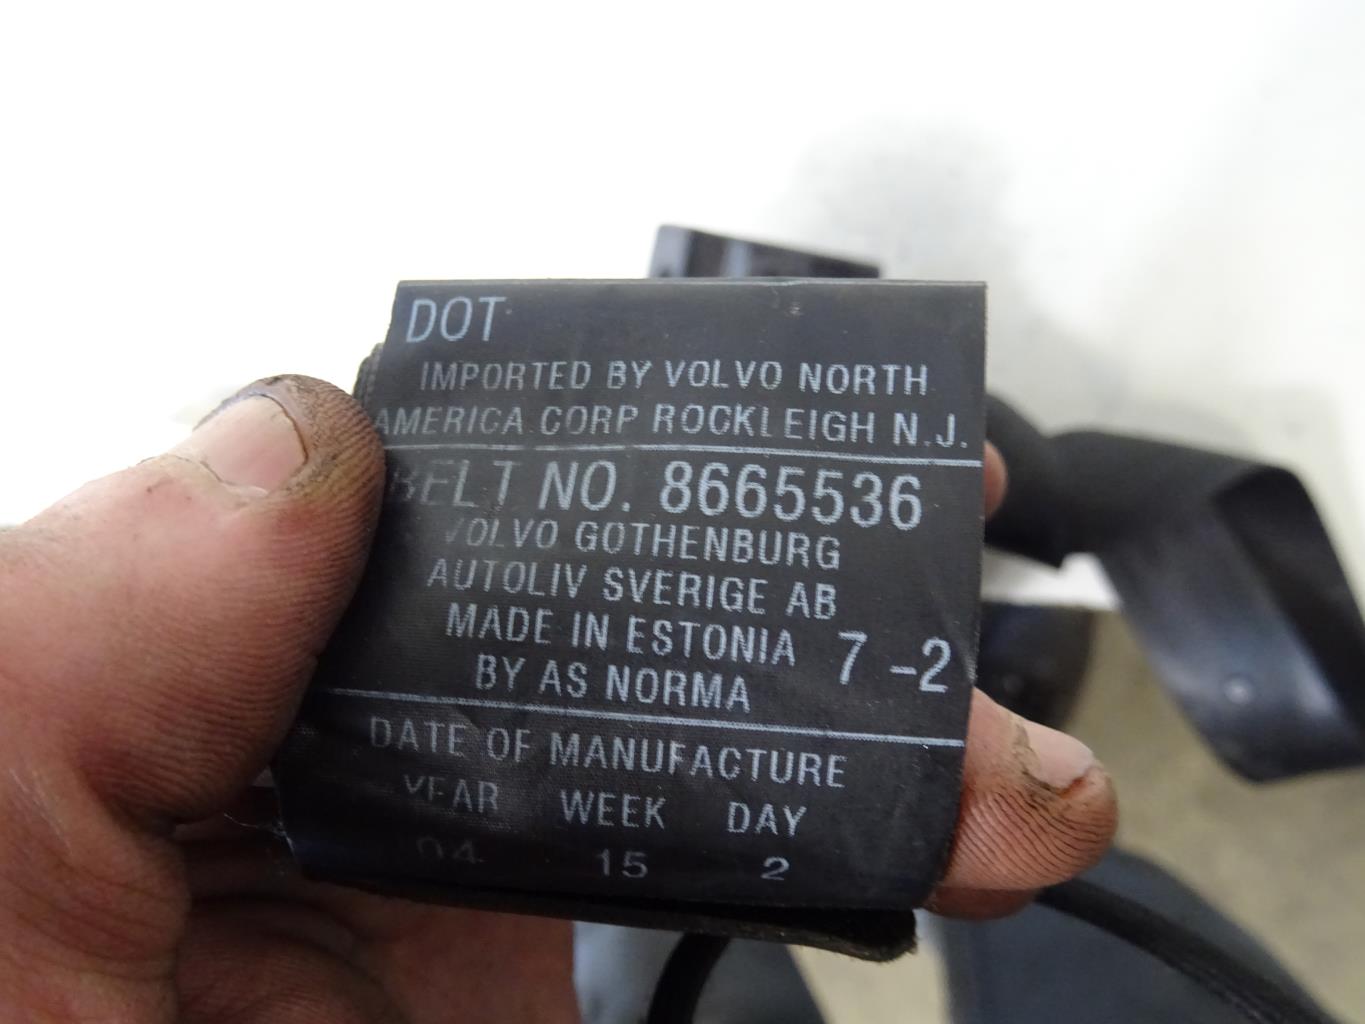 DOT
IMPORTED BY VOLVO NORTH
AMERICA CORP ROCKLEIGH N.J.
BELT NO. 8665536
VOLVO GOTHENBURG
AUTOLIV SVERIGE AB
MADE IN ESTONIA 7 -2
BY AS NORMA
DATE OF MANUFACTURE
YEAR WEEK DAY
04 15 2